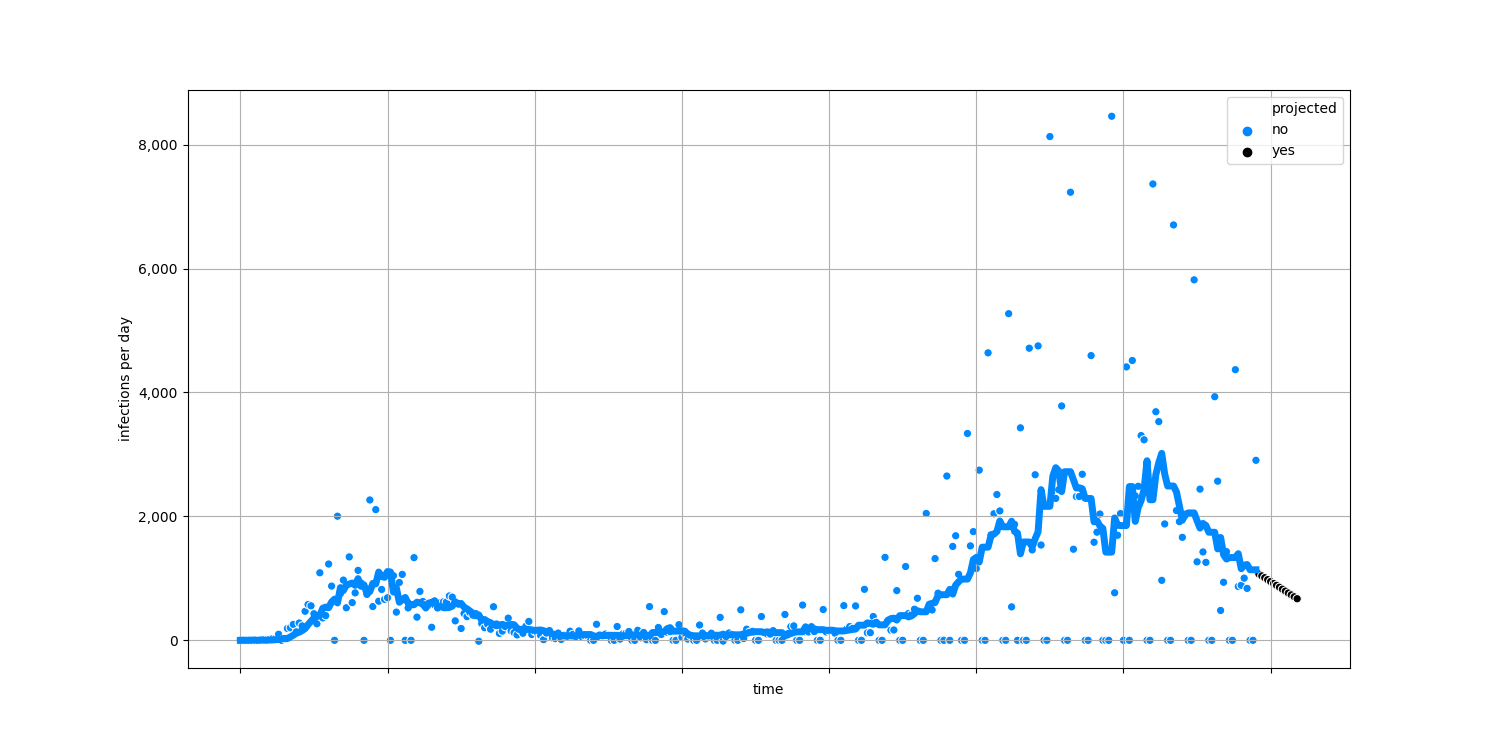 projected
no
yes
8,000
6,000
4,000
2,000
0
infections per day
time